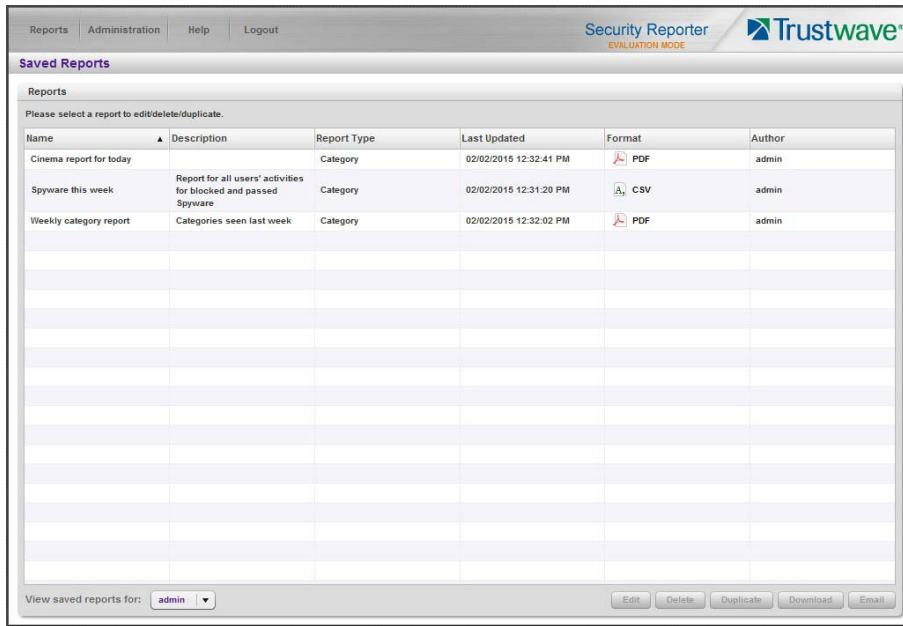 Reports Administration Help Logout
Security Reporter
EVALUATION MODE
Trustwave®
Saved Reports
Reports
Please select a report to edit/delete/duplicate.
Name Description Report Type Last Updated Format Author
Cinema report for today Category 02/02/2015 12:32:41 PM PDF admin
Spyware this week Report for all users' activities for blocked and passed Spyware Category 02/02/2015 12:31:20 PM CSV admin
Weekly category report Categories seen last week Category 02/02/2015 12:32:02 PM PDF admin
View saved reports for: admin Edit Delete Duplicate Download Email